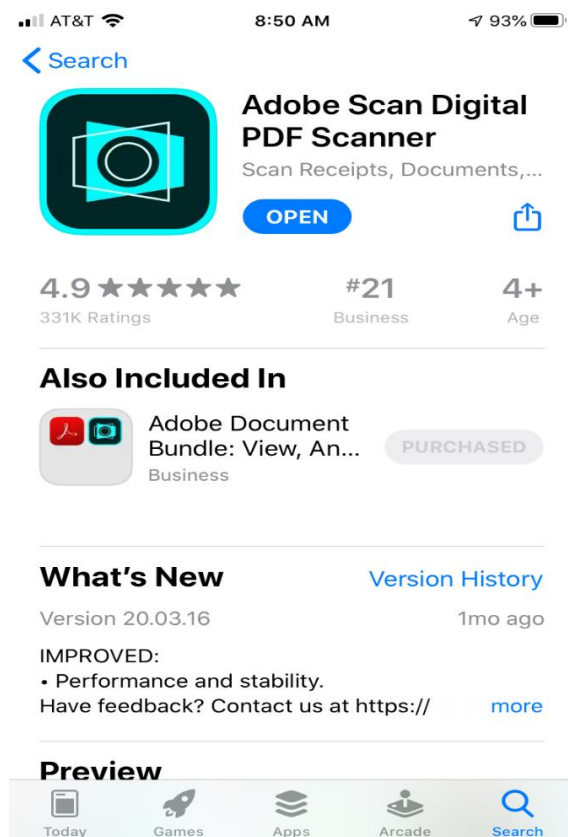 AT&T 8:50 AM 93%
Search
Adobe Scan Digital
PDF Scanner
Scan Receipts, Documents,...
OPEN
4.9 #21 4+
331K Ratings Business Age
Also Included In
Adobe Document
Bundle: View, An...
PURCHASED
Business
What's New Version History
Version 20.03.16 1mo ago
IMPROVED:
• Performance and stability.
Have feedback? Contact us at https:// more
Preview
Today Games Apps Arcade Search